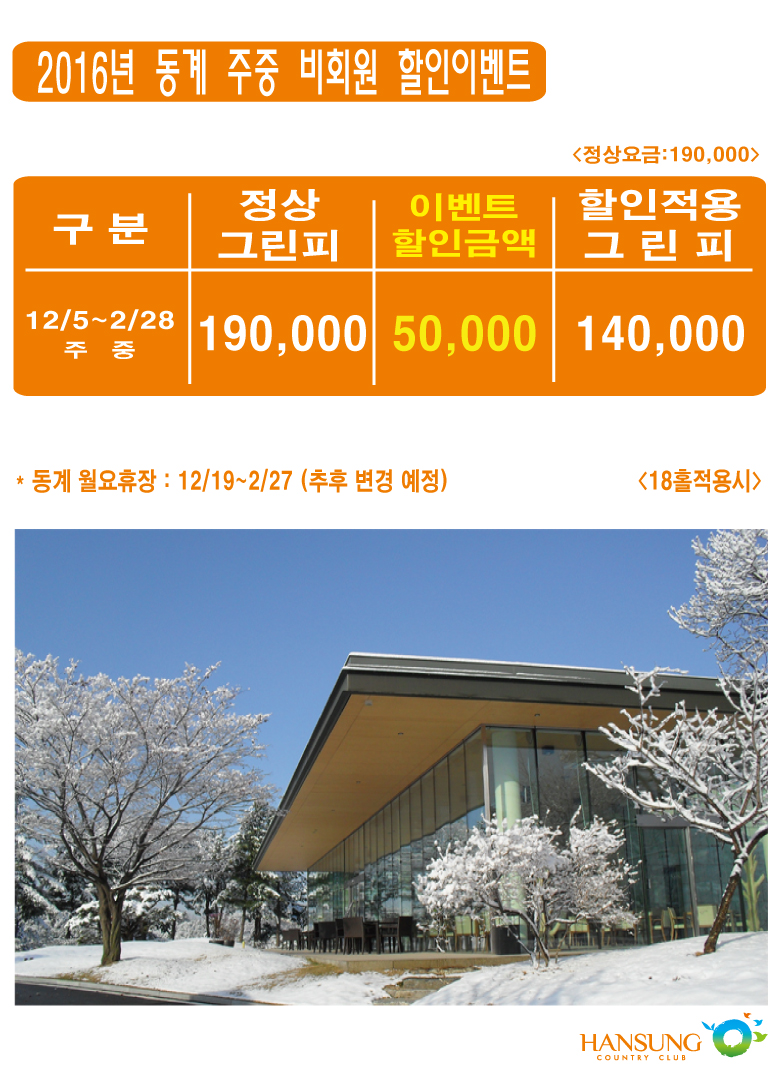 2016년 동계 주중 비회원 할인이벤트
<정상요금:190,000>
구 분
정상
그린피
이벤트
할인금액
할인적용
그 린 피
12/5~2/28
주 중
190,000
50,000
140,000
* 동계 월요휴장 : 12/19~2/27 (추후 변경 예정)
<18홀적용시>
HANSUNG
COUNTRY CLUB